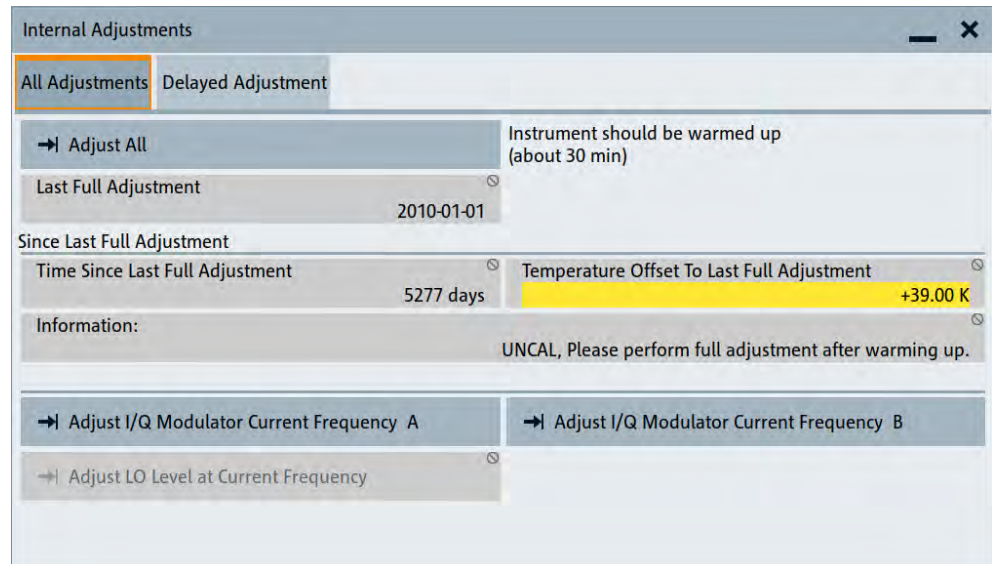 Internal Adjustments
All Adjustments Delayed Adjustment
Adjust All
Instrument should be warmed up
(about 30 min)
Last Full Adjustment
2010-01-01
Since Last Full Adjustment
Time Since Last Full Adjustment
5277 days
Temperature Offset To Last Full Adjustment
+39.00 K
Information:
UNCAL, Please perform full adjustment after warming up.
Adjust I/Q Modulator Current Frequency A
Adjust I/Q Modulator Current Frequency B
Adjust LO Level at Current Frequency